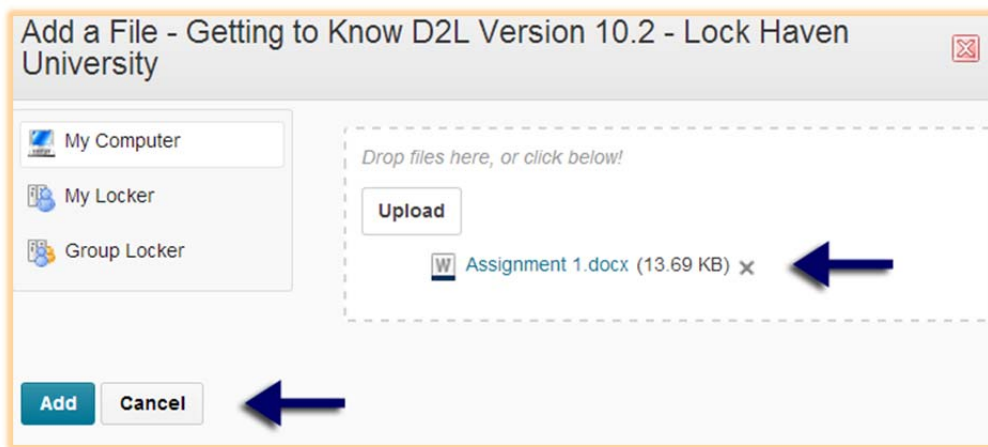 Add a File - Getting to Know D2L Version 10.2 - Lock Haven
University
My Computer
My Locker
Group Locker
Drop files here, or click below!
Upload
Assignment 1.docx (13.69 KB)
Add
Cancel